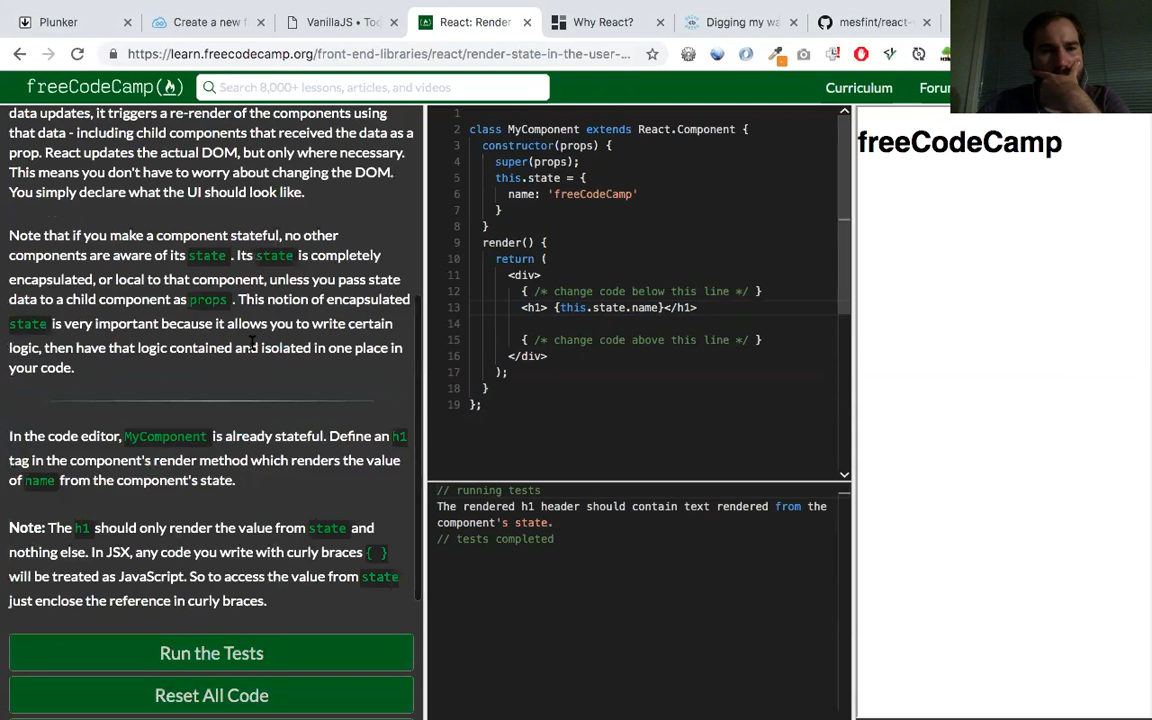 Plunker
Create a new f
VanillaJS • Tod
React: Render
Why React?
Digging my wa
mesfint/react-
https://learn.freecodecamp.org/front-end-libraries/react/render-state-in-the-user-...
freeCodeCamp
Search 8,000+ lessons, articles, and videos
Curriculum
Forum
data updates, it triggers a re-render of the components using
that data - including child components that received the data as a
prop. React updates the actual DOM, but only where necessary.
This means you don't have to worry about changing the DOM.
You simply declare what the UI should look like.
Note that if you make a component stateful, no other
components are aware of its state . Its state is completely
encapsulated, or local to that component, unless you pass state
data to a child component as props . This notion of encapsulated
state is very important because it allows you to write certain
logic, then have that logic contained and isolated in one place in
your code.
In the code editor, MyComponent is already stateful. Define an h1
tag in the component's render method which renders the value
of name from the component's state.
Note: The h1 should only render the value from state and
nothing else. In JSX, any code you write with curly braces { }
will be treated as JavaScript. So to access the value from state
just enclose the reference in curly braces.
Run the Tests
Reset All Code
1
2 class MyComponent extends React.Component {
3 constructor(props) {
4 super(props);
5 this.state = {
6 name: 'freeCodeCamp'
7 }
8 }
9 render() {
10 return (
11 <div>
12 { /* change code below this line */ }
13 <h1> {this.state.name}</h1>
14
15 { /* change code above this line */ }
16 </div>
17 );
18 }
19 };
// running tests
The rendered h1 header should contain text rendered from the
component's state.
// tests completed
freeCodeCamp